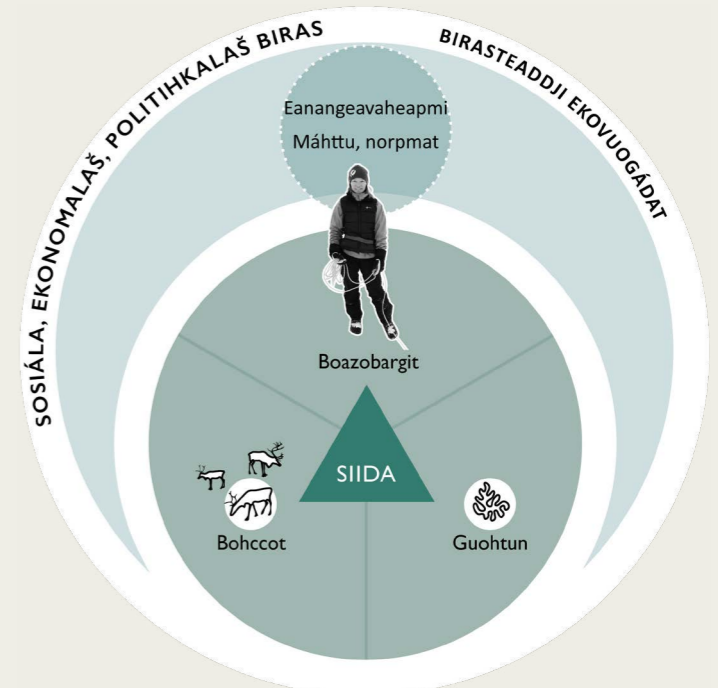 SOSIÁLA, EKONOMALAŠ, POLITIHKALAŠ BIRAS
BIRASTEADDJI EKOVUOGÁDAT
Eanangeavaheapmi
Máhttu, norpmat
Boazobargit
SIIDA
Bohccot
Guohtun